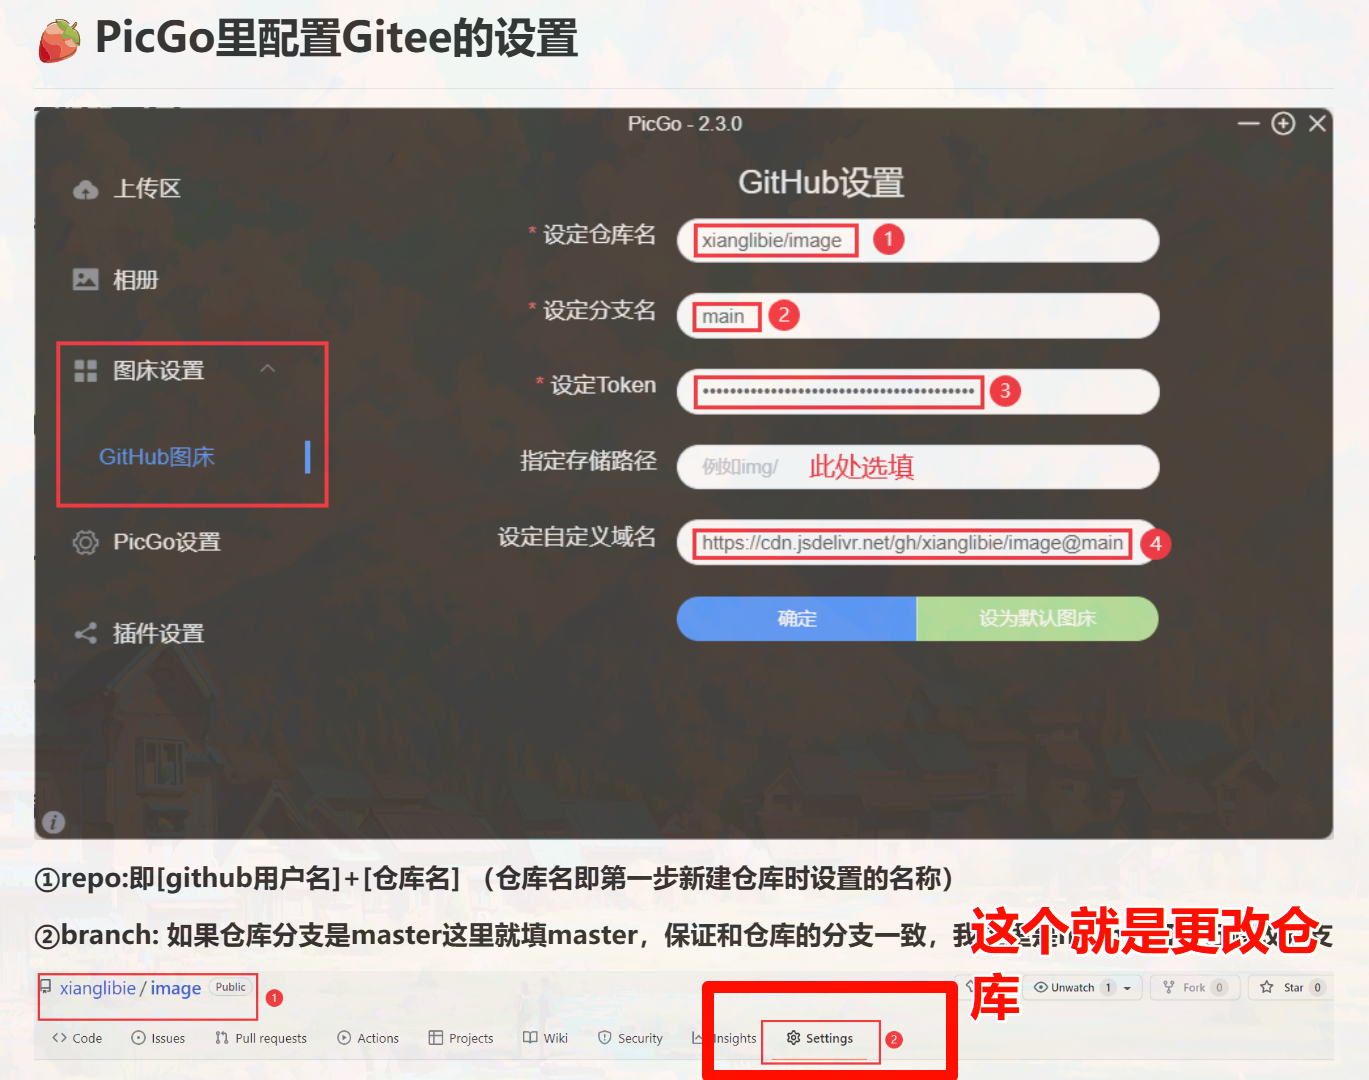 PicGo里配置Gitee的设置
PicGo - 2.3.0
上传区
相册
图床设置
GitHub图床
PicGo设置
插件设置
GitHub设置
* 设定仓库名 xianglibie/image 1
* 设定分支名 main 2
* 设定Token •••••••••••••••••••••••••••••••••••••••• 3
指定存储路径 例如img/ 此处选填
设定自定义域名 https://cdn.jsdelivr.net/gh/xianglibie/image@main 4
确定 设为默认图床
①repo:即[github用户名]+[仓库名] （仓库名即第一步新建仓库时设置的名称）
②branch: 如果仓库分支是master这里就填master，保证和仓库的分支一致，我
这个就是更改仓
库
xianglibie / image Public 1
Unwatch 1 Fork 0 Star 0
Code Issues Pull requests Actions Projects Wiki Security Insights Settings 2